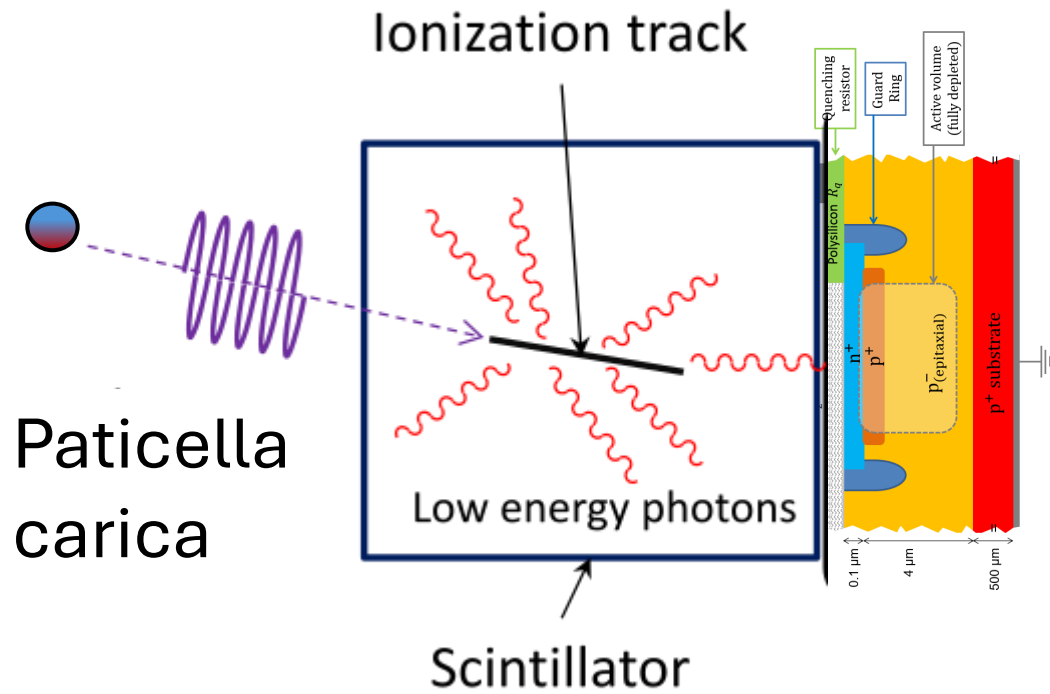 Ionization track
Quenching
resistor
Guard
Ring
Active volume
(fully depleted)
Polysilicon Rq
n+
p+
p−(epitaxial)
p+ substrate
=
=
Paticella
carica
Low energy photons
0.1 μm
4 μm
500 μm
Scintillator